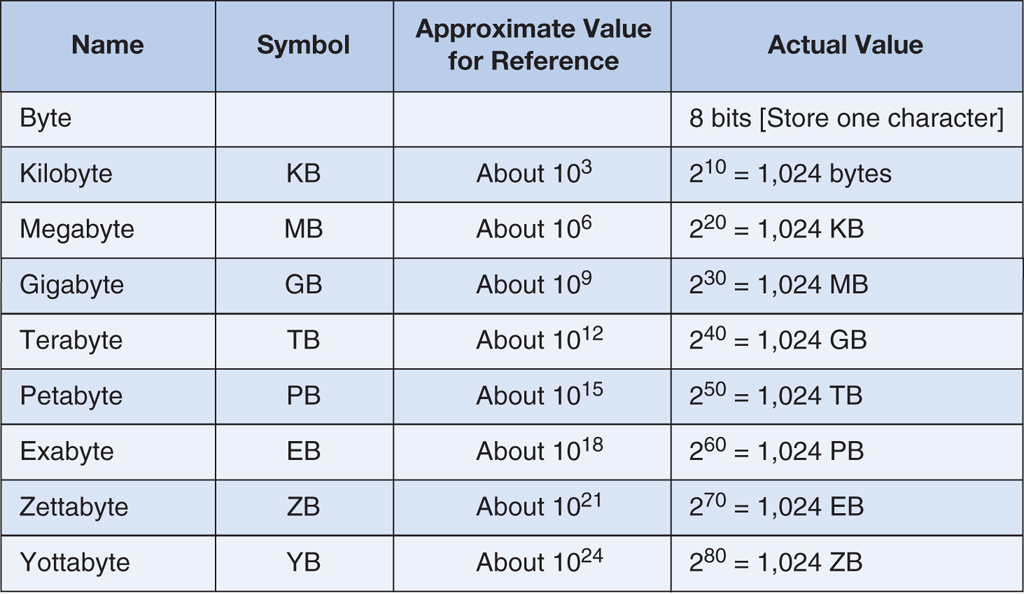 Name Symbol Approximate Value for Reference Actual Value
Byte 8 bits [Store one character]
Kilobyte KB About 10³ 2¹⁰ = 1,024 bytes
Megabyte MB About 10⁶ 2²⁰ = 1,024 KB
Gigabyte GB About 10⁹ 2³⁰ = 1,024 MB
Terabyte TB About 10¹² 2⁴⁰ = 1,024 GB
Petabyte PB About 10¹⁵ 2⁵⁰ = 1,024 TB
Exabyte EB About 10¹⁸ 2⁶⁰ = 1,024 PB
Zettabyte ZB About 10²¹ 2⁷⁰ = 1,024 EB
Yottabyte YB About 10²⁴ 2⁸⁰ = 1,024 ZB